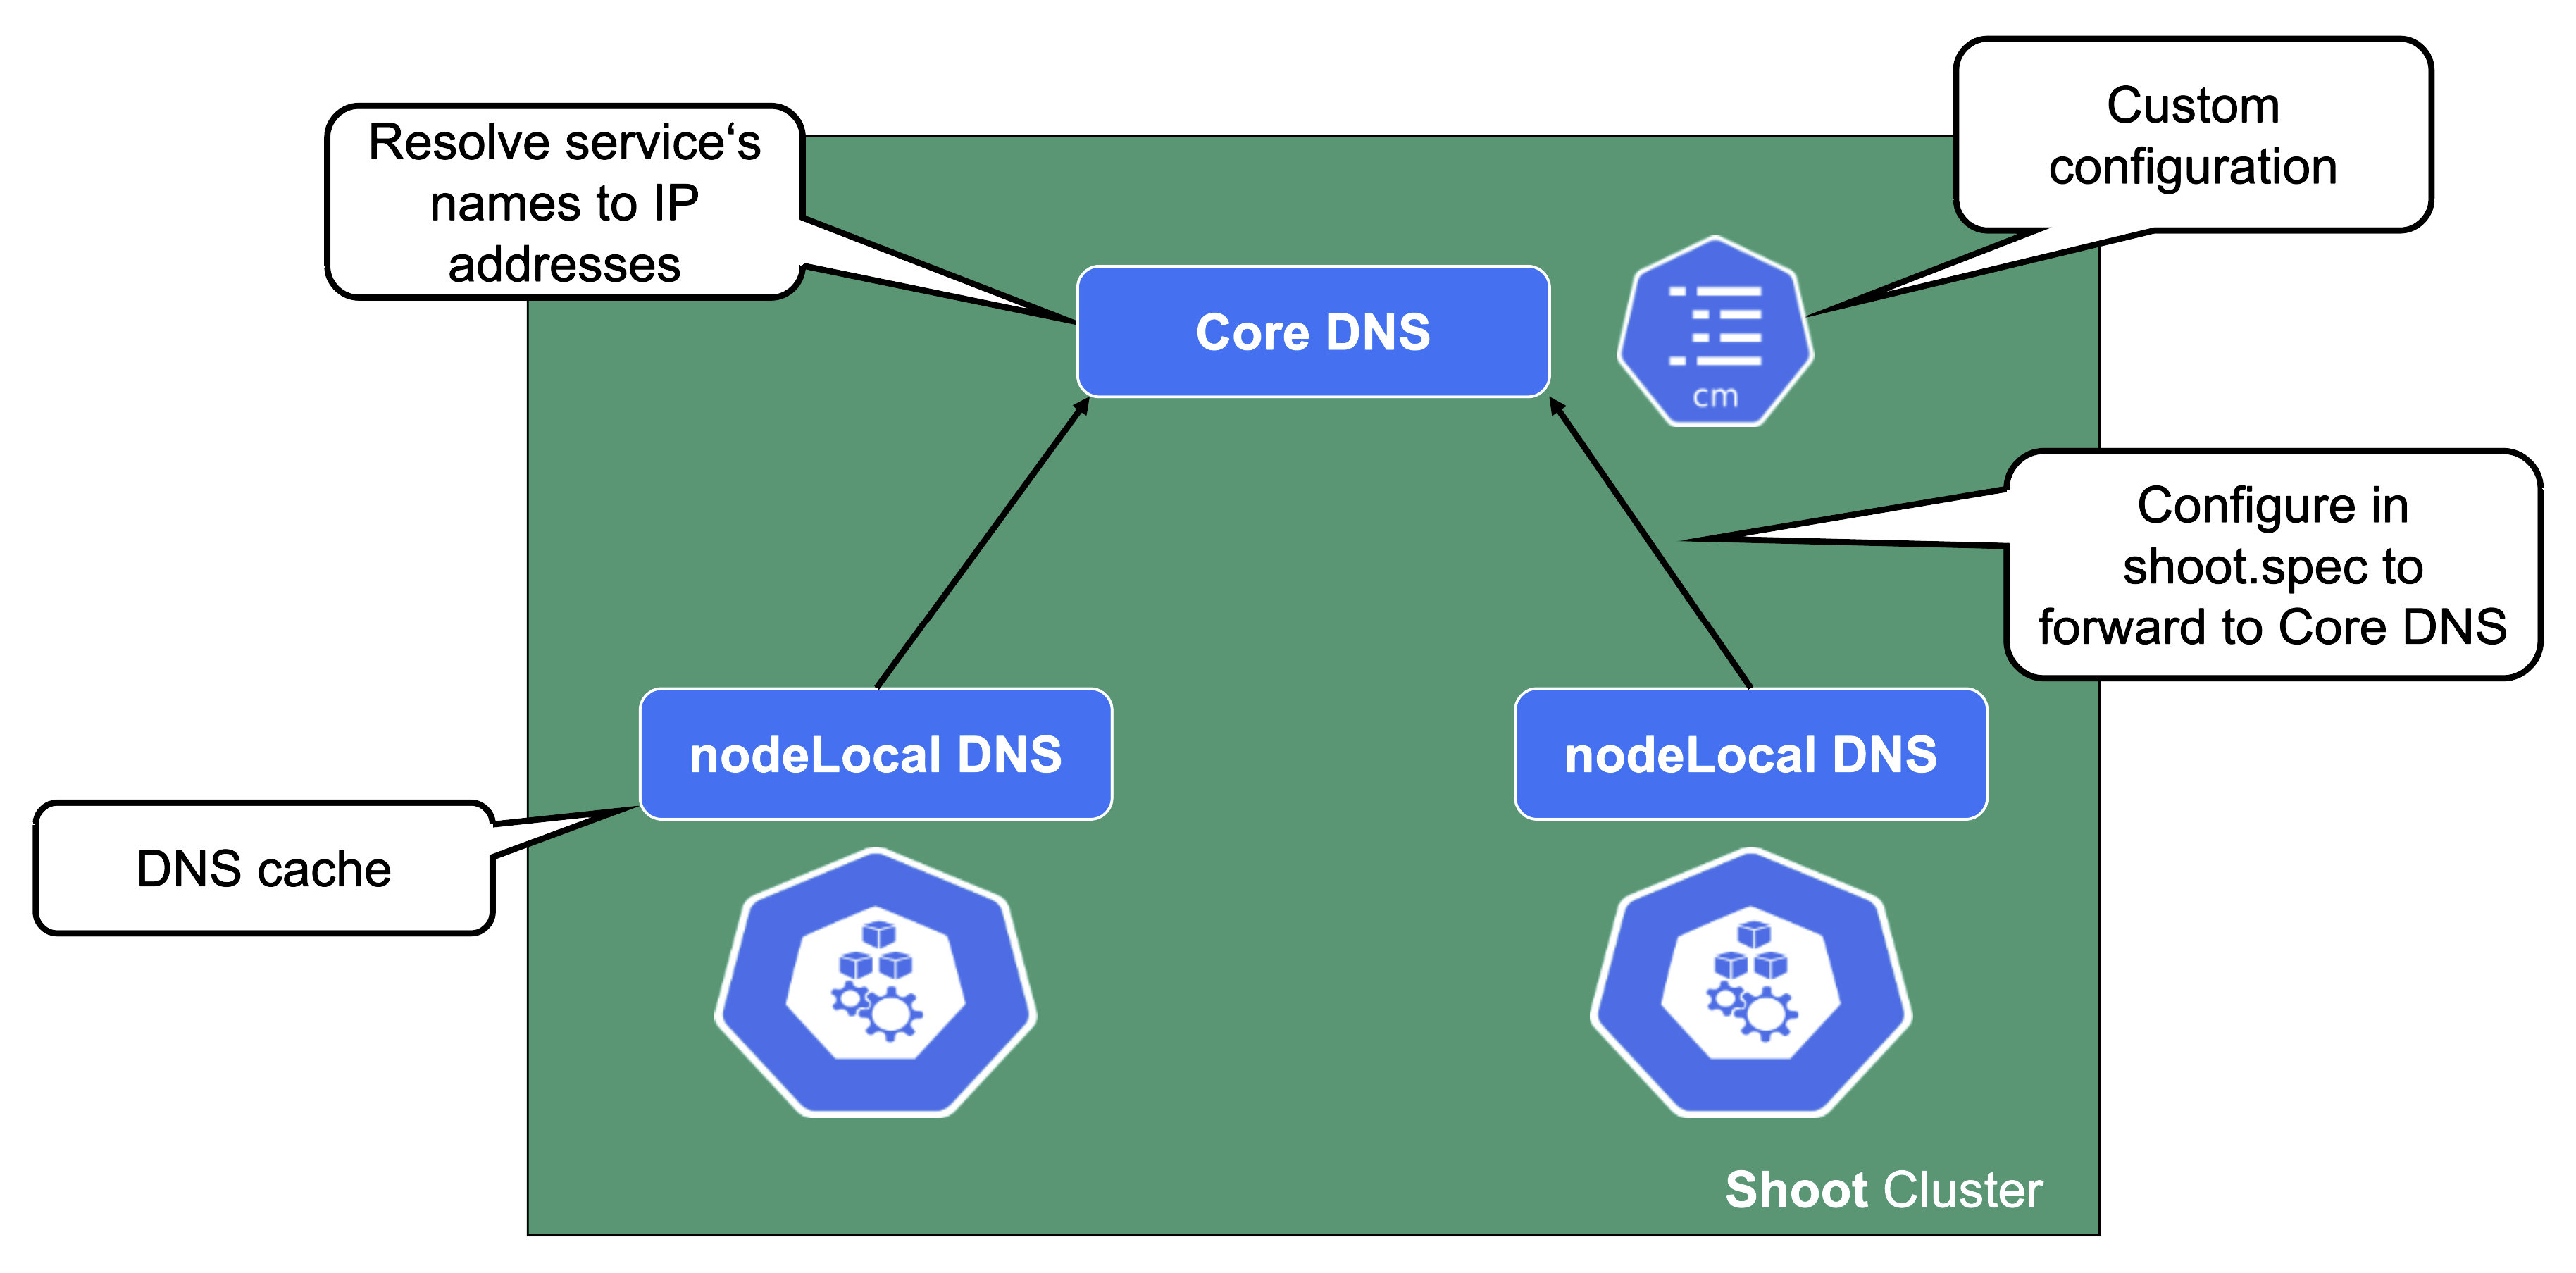 Resolve service‘s
names to IP
addresses
Custom
configuration
Core DNS
cm
Configure in
shoot.spec to
forward to Core DNS
nodeLocal DNS
nodeLocal DNS
DNS cache
Shoot Cluster